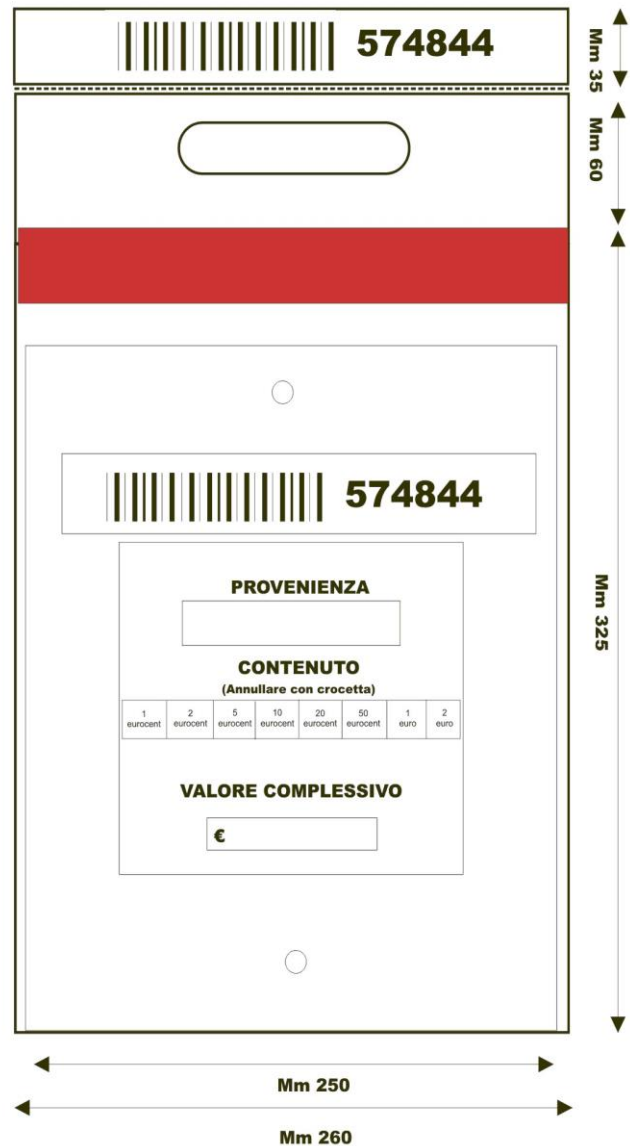 574844
Mm 35
Mm 60
574844
PROVENIENZA
CONTENUTO
(Annullare con crocetta)
1 eurocent 2 eurocent 5 eurocent 10 eurocent 20 eurocent 50 eurocent 1 euro 2 euro
VALORE COMPLESSIVO
€
Mm 325
Mm 250
Mm 260